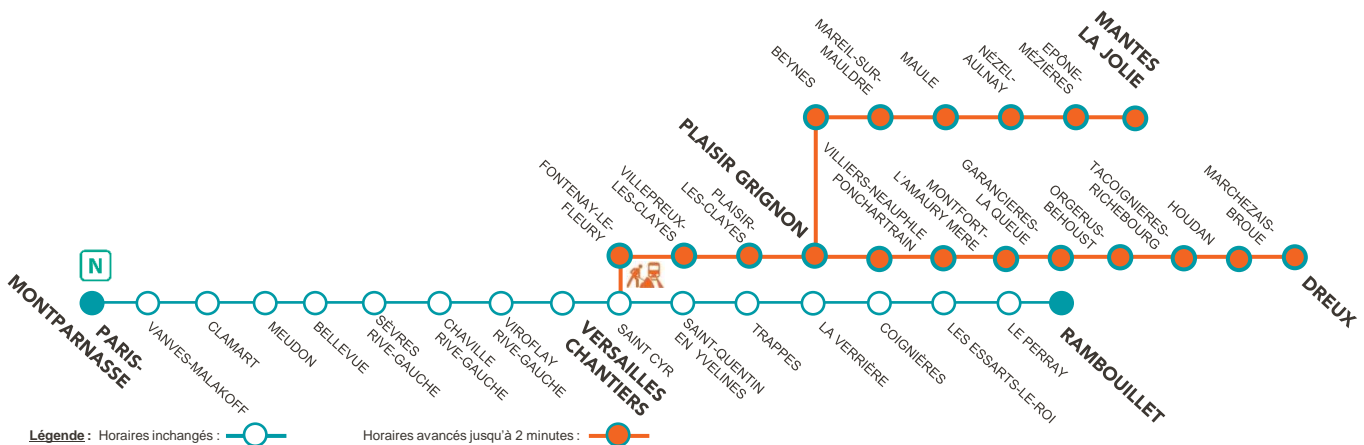 BEYNES
MAREIL-SUR-
MAULDRE
MAULE
NÉZEL-
AULNAY
EPÔNE-
MÉZIÈRES
MANTES
LA JOLIE
FONTENAY-LE-
FLEURY
VILLEPREUX-
LES-CLAYES
PLAISIR-
LES-CLAYES
PLAISIR GRIGNON
VILLIERS-NEAUPHLE
PONCHARTRAIN
MONTFORT-
L'AMAURY MERE
GARANCIERES-
LA QUEUE
ORGERUS-
BEHOUST
TACOIGNIERES-
RICHEBOURG
HOUDAN
MARCHEZAIS-
BROUE
DREUX
N
PARIS-
MONTPARNASSE
VANVES-MALAKOFF
CLAMART
MEUDON
BELLEVUE
SÈVRES
RIVE-GAUCHE
CHAVILLE
RIVE-GAUCHE
VIROFLAY
RIVE-GAUCHE
VERSAILLES
CHANTIERS
SAINT CYR
SAINT-QUENTIN
EN YVELINES
TRAPPES
LA VERRIÈRE
COIGNIÈRES
LES ESSARTS-LE-ROI
LE PERRAY
RAMBOUILLET
Légende : Horaires inchangés :
Horaires avancés jusqu'à 2 minutes :